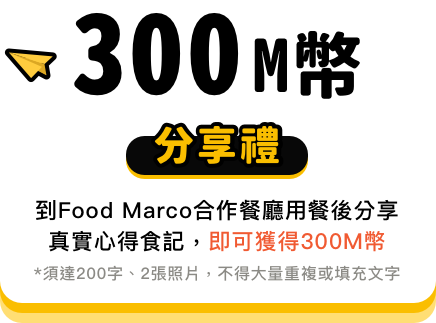 300M幣
分享禮
到Food Marco合作餐廳用餐後分享
真實心得食記，即可獲得300M幣
*須達200字、2張照片，不得大量重複或填充文字